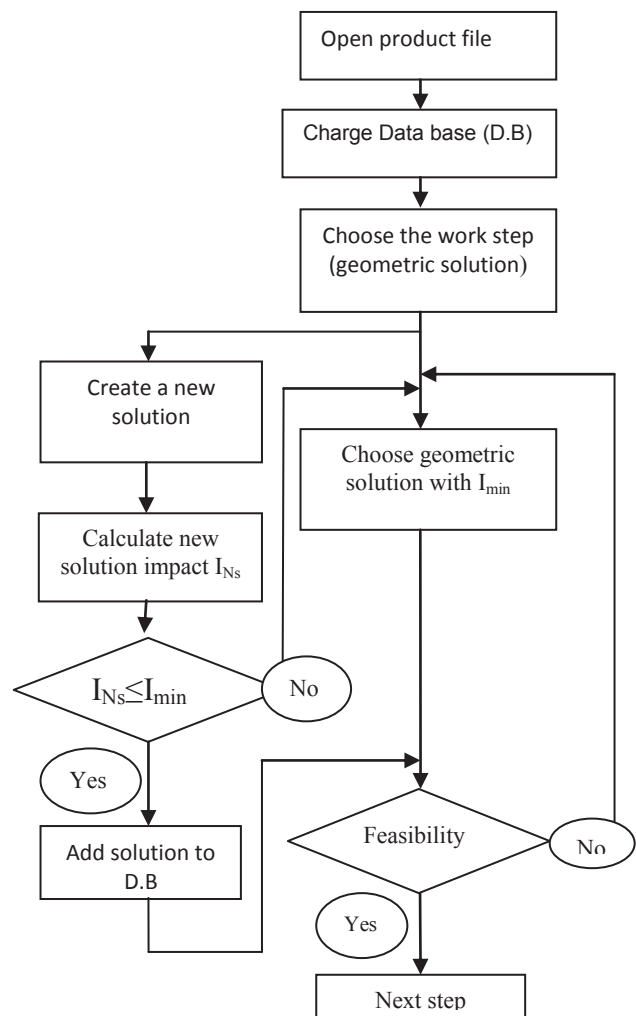 Open product file
Charge Data base (D.B)
Choose the work step
(geometric solution)
Create a new
solution
Choose geometric
solution with Imin
Calculate new
solution impact INs
INs≤Imin
No
Yes
Add solution to
D.B
Feasibility
No
Yes
Next step